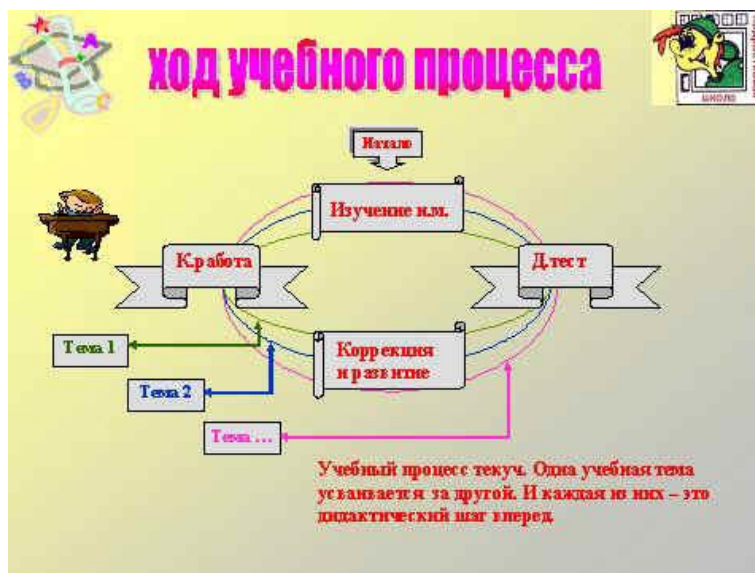 ход учебного процесса
школа
Начало
Изучение н.м.
К.работа
Д.тест
Тема 1
Коррекция
и развитие
Тема 2
Тема ...
Учебный процесс текуч. Одна учебная тема
усваивается за другой. И каждая из них – это
дидактический шаг вперед.